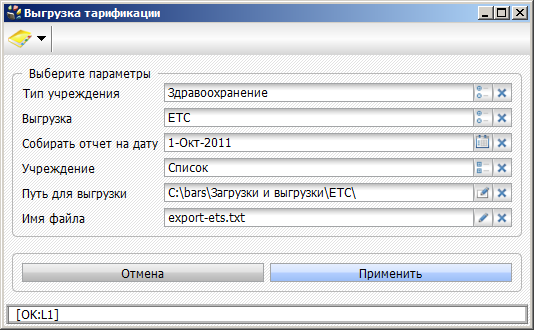 Выгрузка тарификации
Выберите параметры
Тип учреждения Здравоохранение
Выгрузка ЕТС
Собирать отчет на дату 1-Окт-2011
Учреждение Список
Путь для выгрузки C:\bars\Загрузки и выгрузки\ЕТС\
Имя файла export-ets.txt
Отмена Применить
[OK:L1]